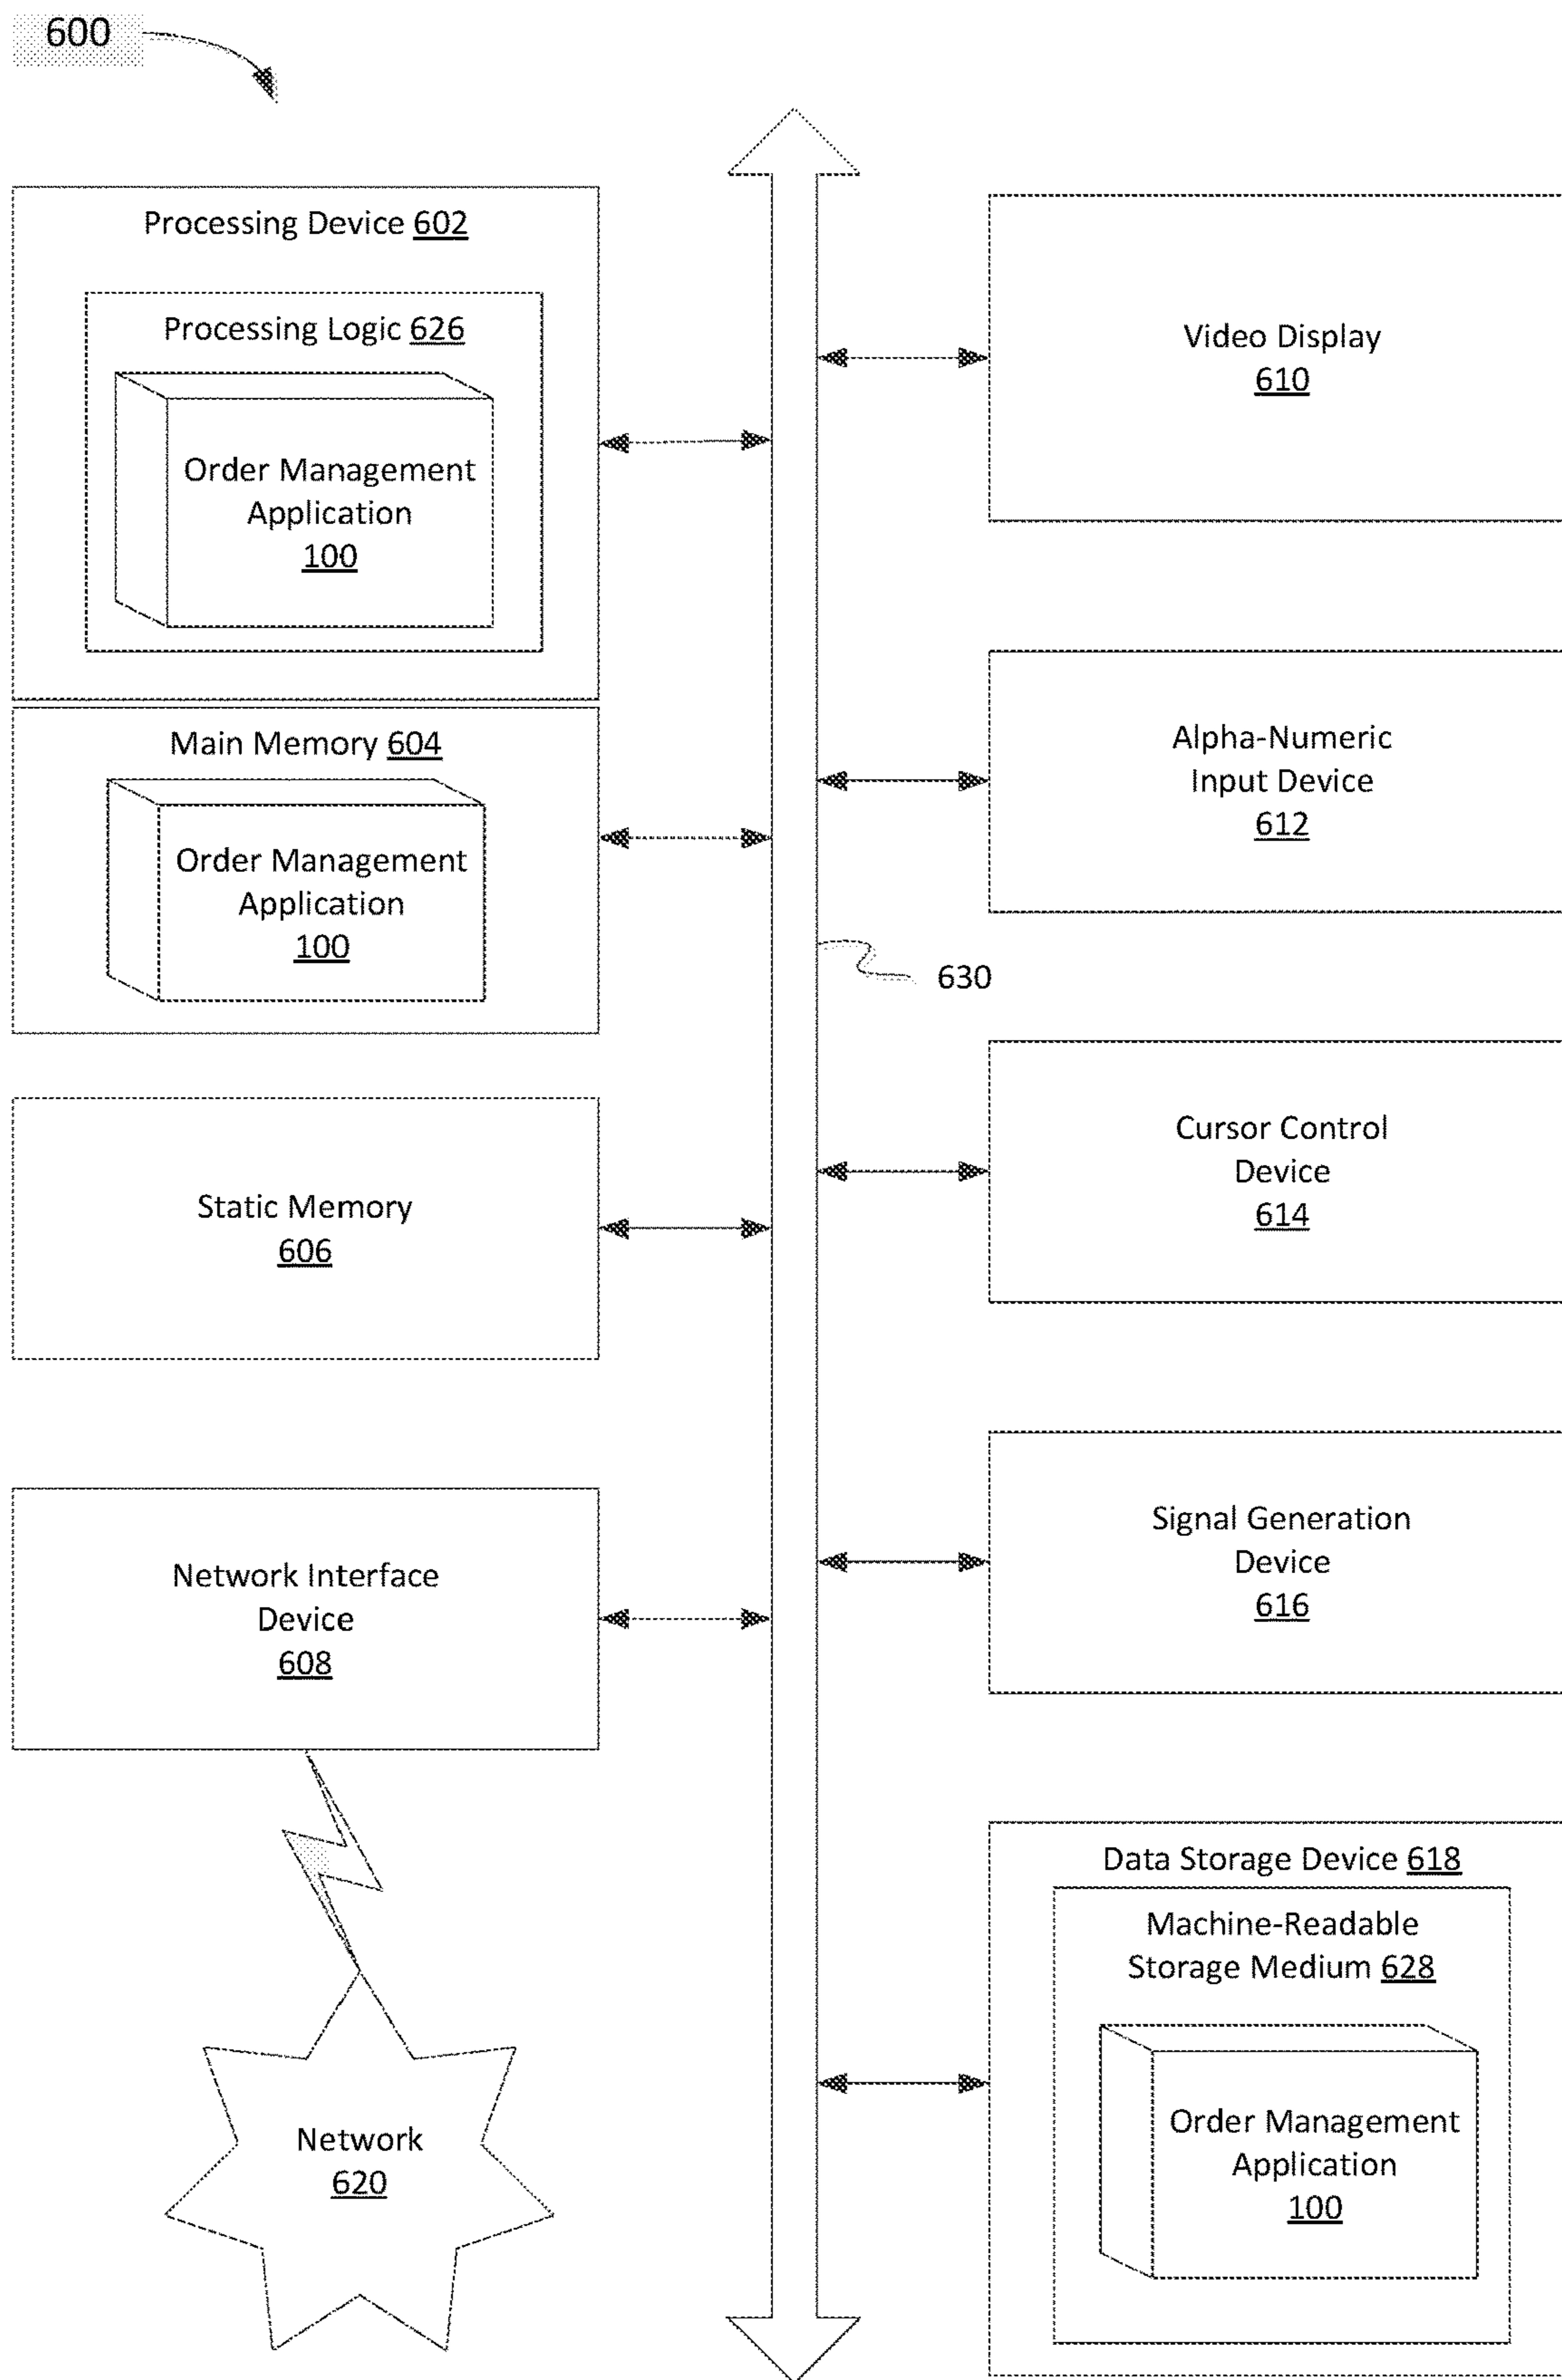 600
Processing Device 602
Processing Logic 626
Order Management
Application
100
Main Memory 604
Order Management
Application
100
Static Memory
606
Network Interface
Device
608
Network
620
Video Display
610
Alpha-Numeric
Input Device
612
630
Cursor Control
Device
614
Signal Generation
Device
616
Data Storage Device 618
Machine-Readable
Storage Medium 628
Order Management
Application
100